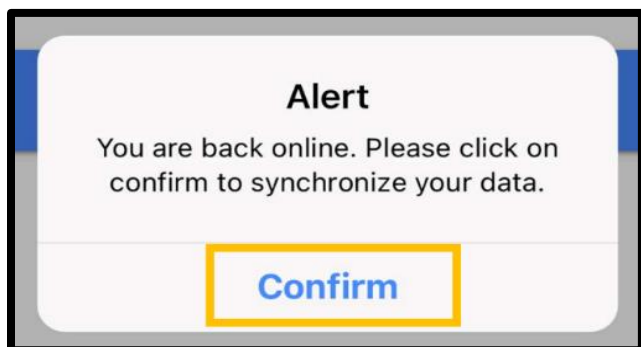 Alert
You are back online. Please click on
confirm to synchronize your data.
Confirm